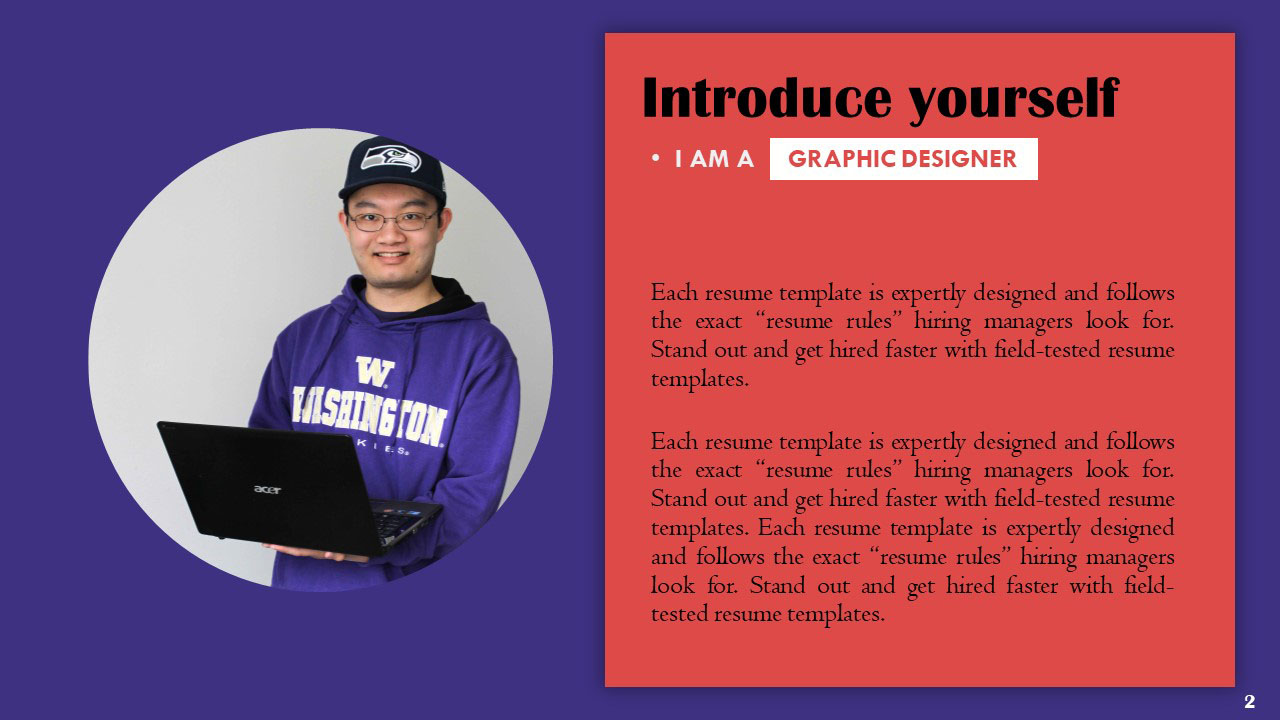 Introduce yourself
• I AM A GRAPHIC DESIGNER
Each resume template is expertly designed and follows
the exact “resume rules” hiring managers look for.
Stand out and get hired faster with field-tested resume
templates.
Each resume template is expertly designed and follows
the exact “resume rules” hiring managers look for.
Stand out and get hired faster with field-tested resume
templates. Each resume template is expertly designed
and follows the exact “resume rules” hiring managers
look for. Stand out and get hired faster with field-
tested resume templates.
W
WASHINGTON
KIES
acer
2